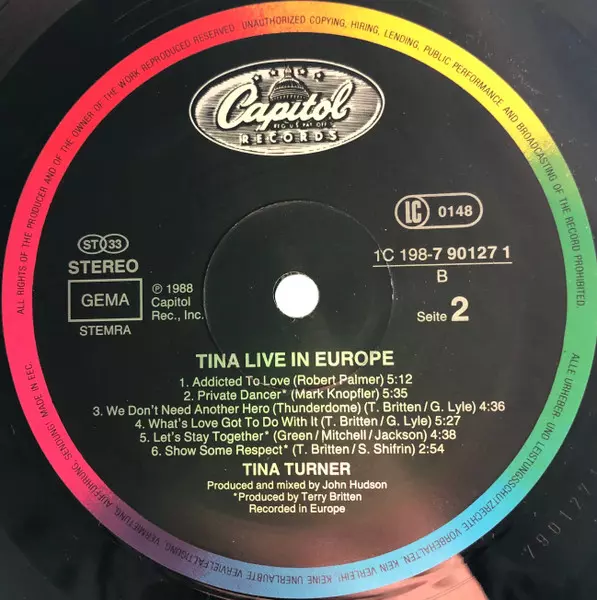 ALL RIGHTS OF THE PRODUCER AND OF THE OWNER OF THE WORK REPRODUCED RESERVED. UNAUTHORIZED COPYING, HIRING, LENDING, PUBLIC PERFORMANCE AND BROADCASTING OF THE RECORD PROHIBITED.
Capitol
REG. U.S. PAT. OFF.
RECORDS
LC 0148
1C 198-7 90127 1
B
Seite 2
ST 33
STEREO
GEMA
STEMRA
℗ 1988
Capitol
Rec., Inc.
TINA LIVE IN EUROPE
1. Addicted To Love (Robert Palmer) 5:12
2. Private Dancer* (Mark Knopfler) 5:35
3. We Don't Need Another Hero (Thunderdome) (T. Britten / G. Lyle) 4:36
4. What's Love Got To Do With It (T. Britten / G. Lyle) 5:27
5. Let's Stay Together* (Green / Mitchell / Jackson) 4:38
6. Show Some Respect* (T. Britten / S. Shifrin) 2:54
TINA TURNER
Produced and mixed by John Hudson
*Produced by Terry Britten
Recorded in Europe
ALLE URHEBER- UND LEISTUNGSSCHUTZRECHTE VORBEHALTEN. KEIN VERLEIH! KEINE UNERLAUBTE VERVIELFÄLTIGUNG, VERMIETUNG, AUFFÜHRUNG, SENDUNG! MADE IN EEC.
790127